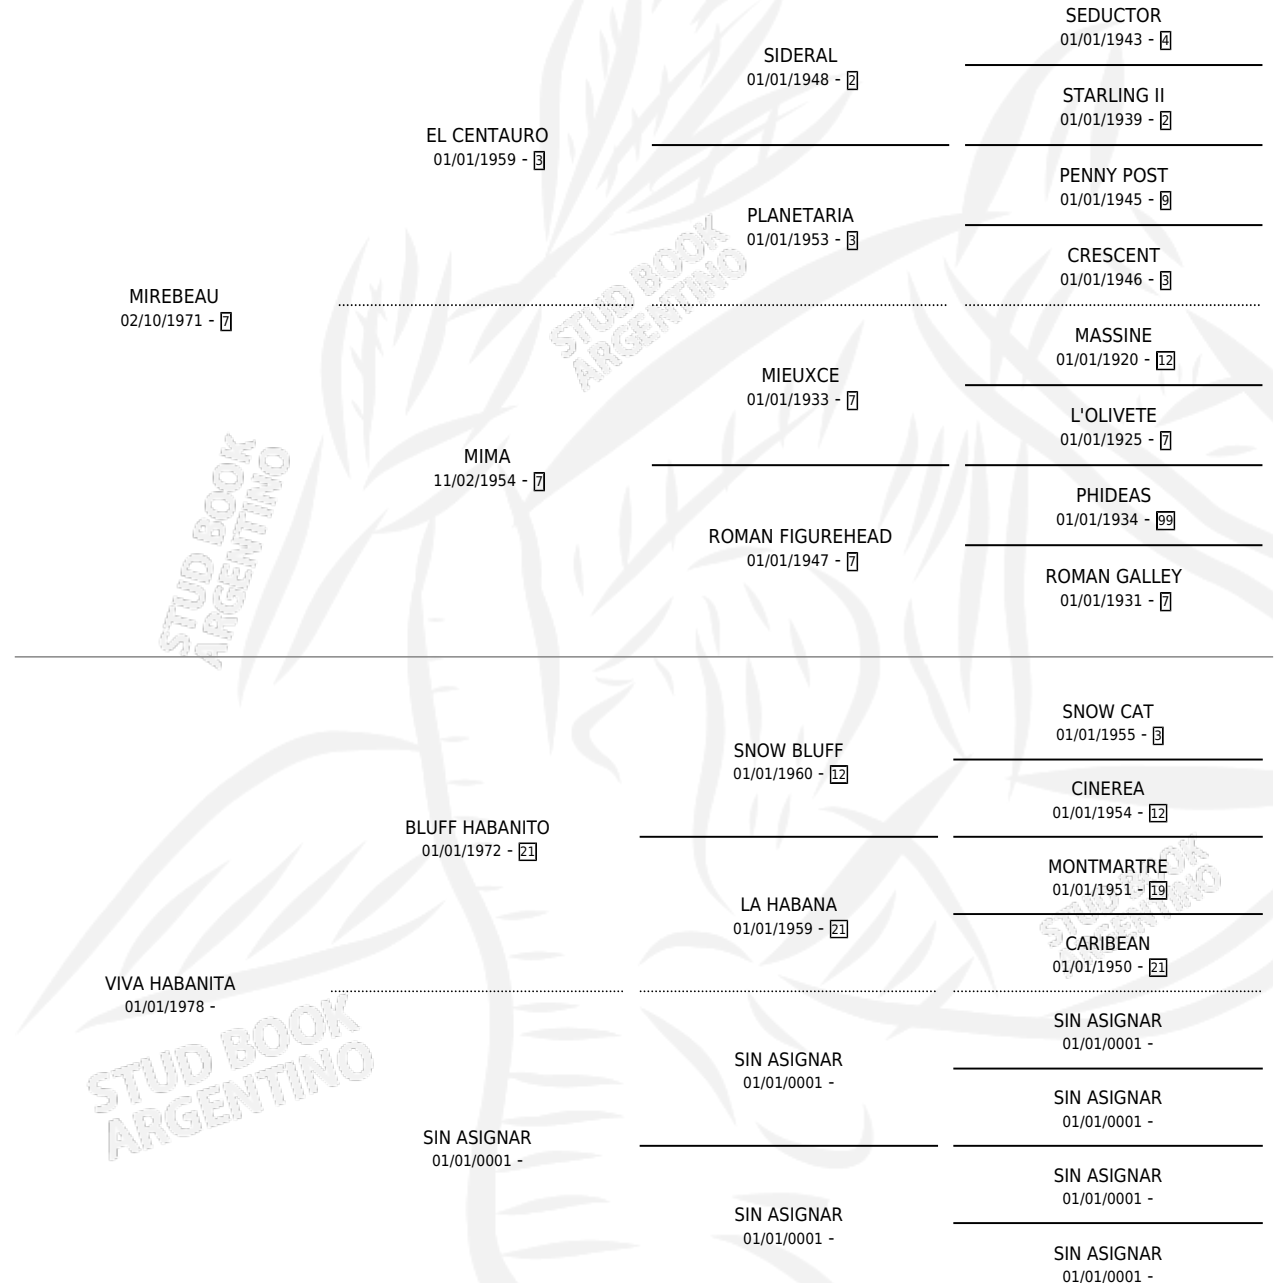 SEDUCTOR
01/01/1943 - 4
SIDERAL
01/01/1948 - 2
STARLING II
01/01/1939 - 2
EL CENTAURO
01/01/1959 - 3
PENNY POST
01/01/1945 - 9
PLANETARIA
01/01/1953 - 3
CRESCENT
01/01/1946 - 3
MIREBEAU
02/10/1971 - 7
MASSINE
01/01/1920 - 12
MIEUXCE
01/01/1933 - 7
L'OLIVETE
01/01/1925 - 7
MIMA
11/02/1954 - 7
PHIDEAS
01/01/1934 - 99
ROMAN FIGUREHEAD
01/01/1947 - 7
ROMAN GALLEY
01/01/1931 - 7
STUD BOOK
ARGENTINO
STUD BOOK
ARGENTINO
SNOW CAT
01/01/1955 - 3
SNOW BLUFF
01/01/1960 - 12
CINEREA
01/01/1954 - 12
BLUFF HABANITO
01/01/1972 - 21
MONTMARTRE
01/01/1951 - 19
LA HABANA
01/01/1959 - 21
CARIBEAN
01/01/1950 - 21
STUD BOOK
ARGENTINO
VIVA HABANITA
01/01/1978 -
SIN ASIGNAR
01/01/0001 -
SIN ASIGNAR
01/01/0001 -
SIN ASIGNAR
01/01/0001 -
SIN ASIGNAR
01/01/0001 -
SIN ASIGNAR
01/01/0001 -
SIN ASIGNAR
01/01/0001 -
SIN ASIGNAR
01/01/0001 -
STUD BOOK
ARGENTINO